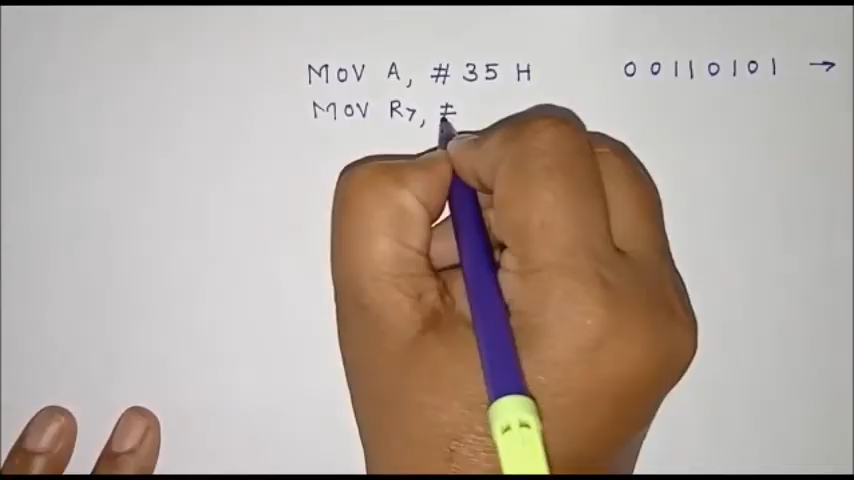 MOV A, # 35 H 00110101 →
MOV R7, #